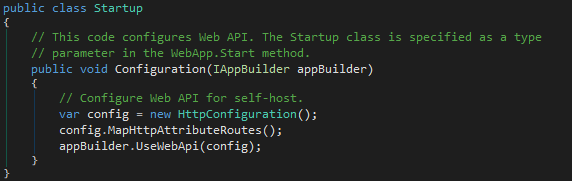 public class Startup
{
    // This code configures Web API. The Startup class is specified as a type
    // parameter in the WebApp.Start method.
    public void Configuration(IAppBuilder appBuilder)
    {
        // Configure Web API for self-host.
        var config = new HttpConfiguration();
        config.MapHttpAttributeRoutes();
        appBuilder.UseWebApi(config);
    }
}